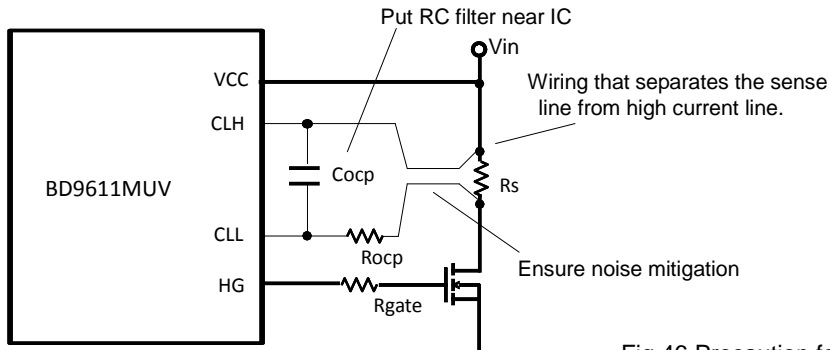 Put RC filter near IC
Vin
VCC
Wiring that separates the sense
line from high current line.
CLH
Cocp
Rs
BD9611MUV
CLL
Rocp
Ensure noise mitigation
HG
Rgate